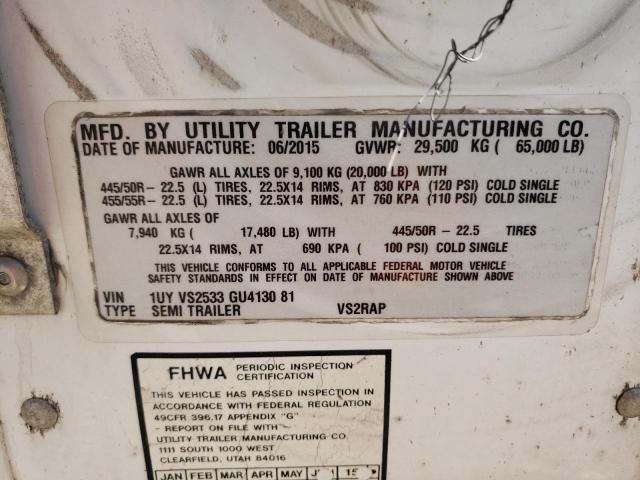 MFD. BY UTILITY TRAILER MANUFACTURING CO.
DATE OF MANUFACTURE: 06/2015 GVWR: 29,500 KG ( 65,000 LB)
GAWR ALL AXLES OF 9,100 KG (20,000 LB) WITH
445/50R- 22.5 (L) TIRES, 22.5X14 RIMS, AT 830 KPA (120 PSI) COLD SINGLE
455/55R- 22.5 (L) TIRES, 22.5X14 RIMS, AT 760 KPA (110 PSI) COLD SINGLE
GAWR ALL AXLES OF
7,940 KG ( 17,480 LB) WITH 445/50R - 22.5 TIRES
22.5X14 RIMS, AT 690 KPA ( 100 PSI) COLD SINGLE
THIS VEHICLE CONFORMS TO ALL APPLICABLE FEDERAL MOTOR VEHICLE
SAFETY STANDARDS IN EFFECT ON DATE OF MANUFACTURE SHOWN ABOVE
VIN 1UY VS2533 GU4130 81
TYPE SEMI TRAILER VS2RAP
FHWA PERIODIC INSPECTION
CERTIFICATION
THIS VEHICLE HAS PASSED INSPECTION IN
ACCORDANCE WITH FEDERAL REGULATION
49CFR 396.17 APPENDIX "G"
- REPORT ON FILE WITH -
UTILITY TRAILER MANUFACTURING CO.
1111 SOUTH 1000 WEST
CLEARFIELD, UTAH 84016
JAN FEB MAR APR MAY 15